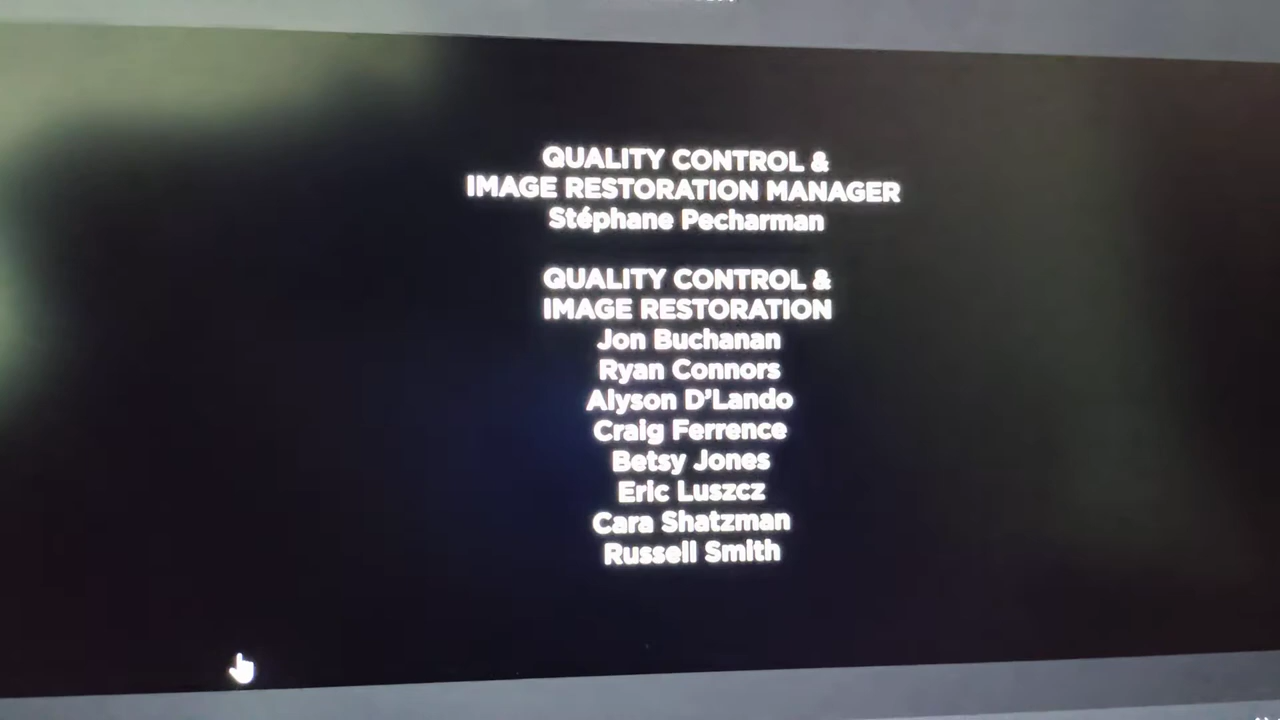 QUALITY CONTROL &
IMAGE RESTORATION MANAGER
Stéphane Pecharman
QUALITY CONTROL &
IMAGE RESTORATION
Jon Buchanan
Ryan Connors
Alyson D’Lando
Craig Ferrence
Betsy Jones
Eric Luszcz
Cara Shatzman
Russell Smith